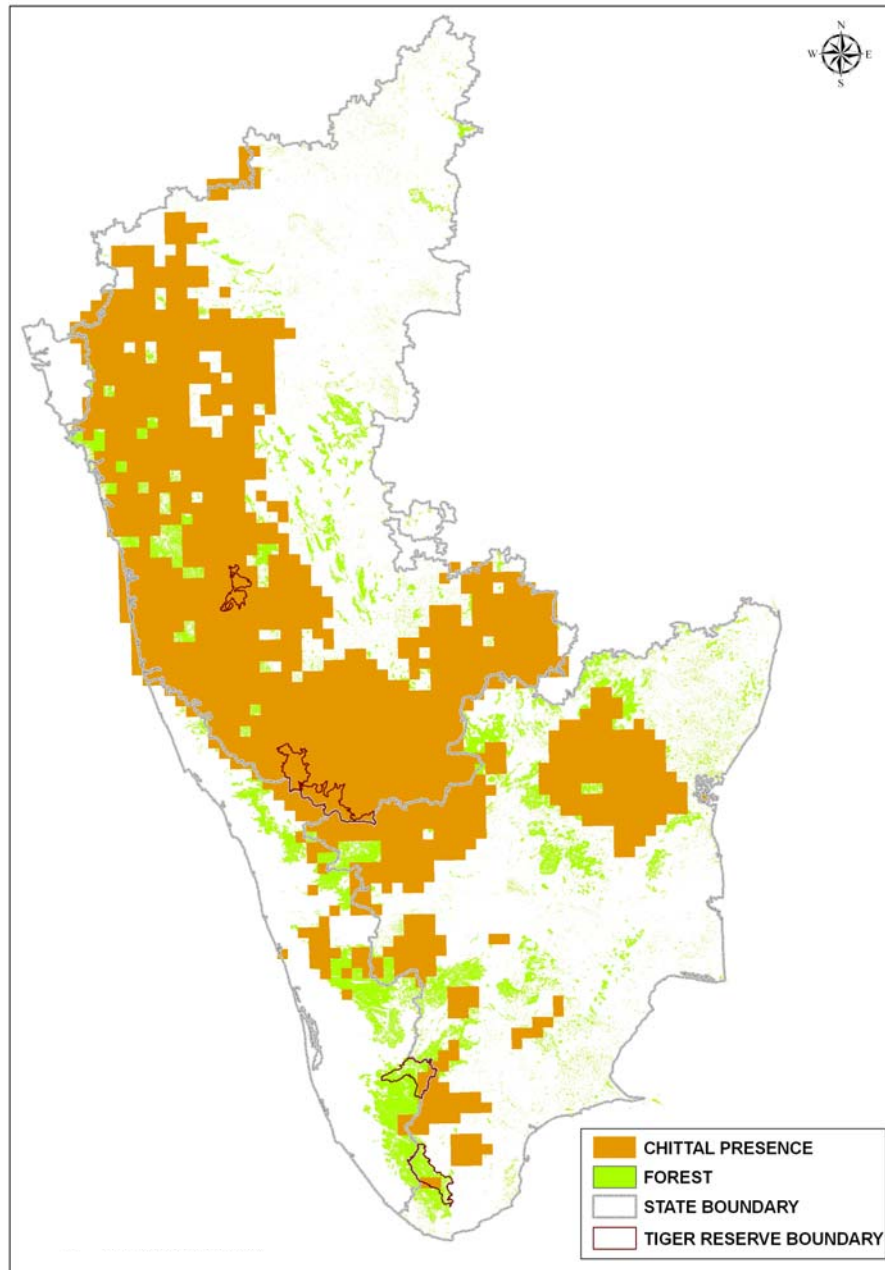 N
W E
S
CHITTAL PRESENCE
FOREST
STATE BOUNDARY
TIGER RESERVE BOUNDARY